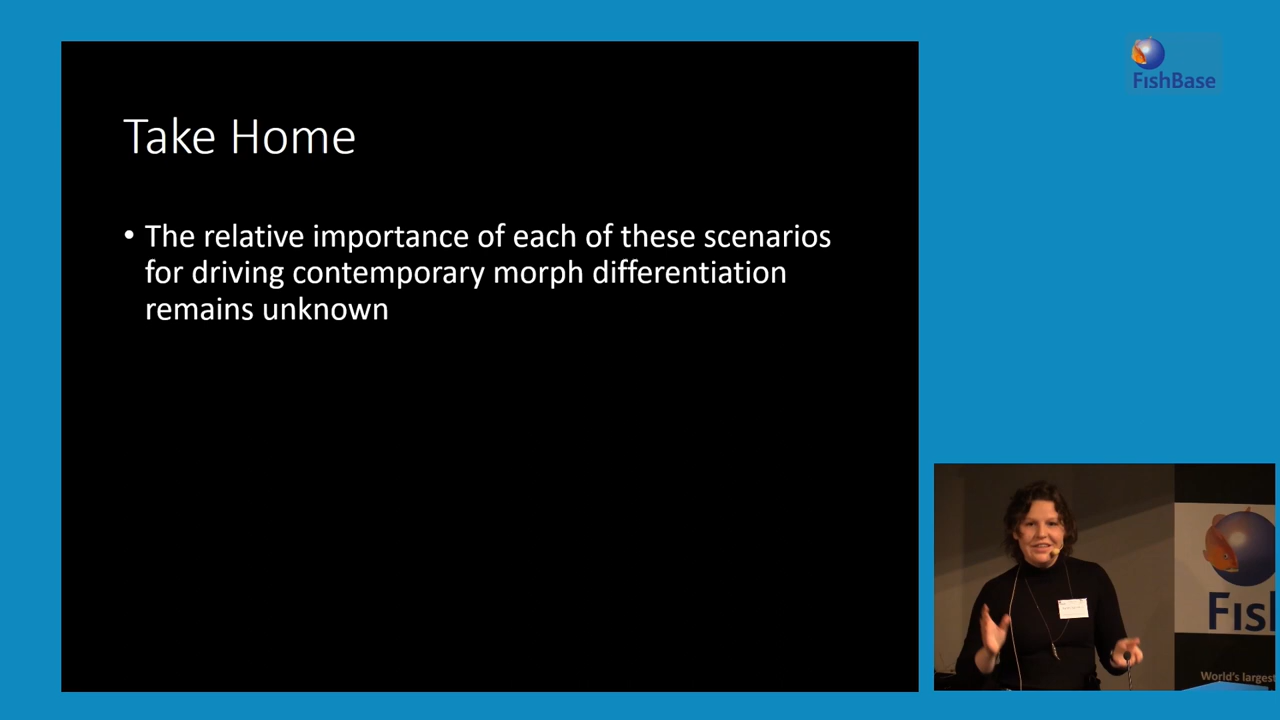 FishBase
Take Home
• The relative importance of each of these scenarios
for driving contemporary morph differentiation
remains unknown
World's largest